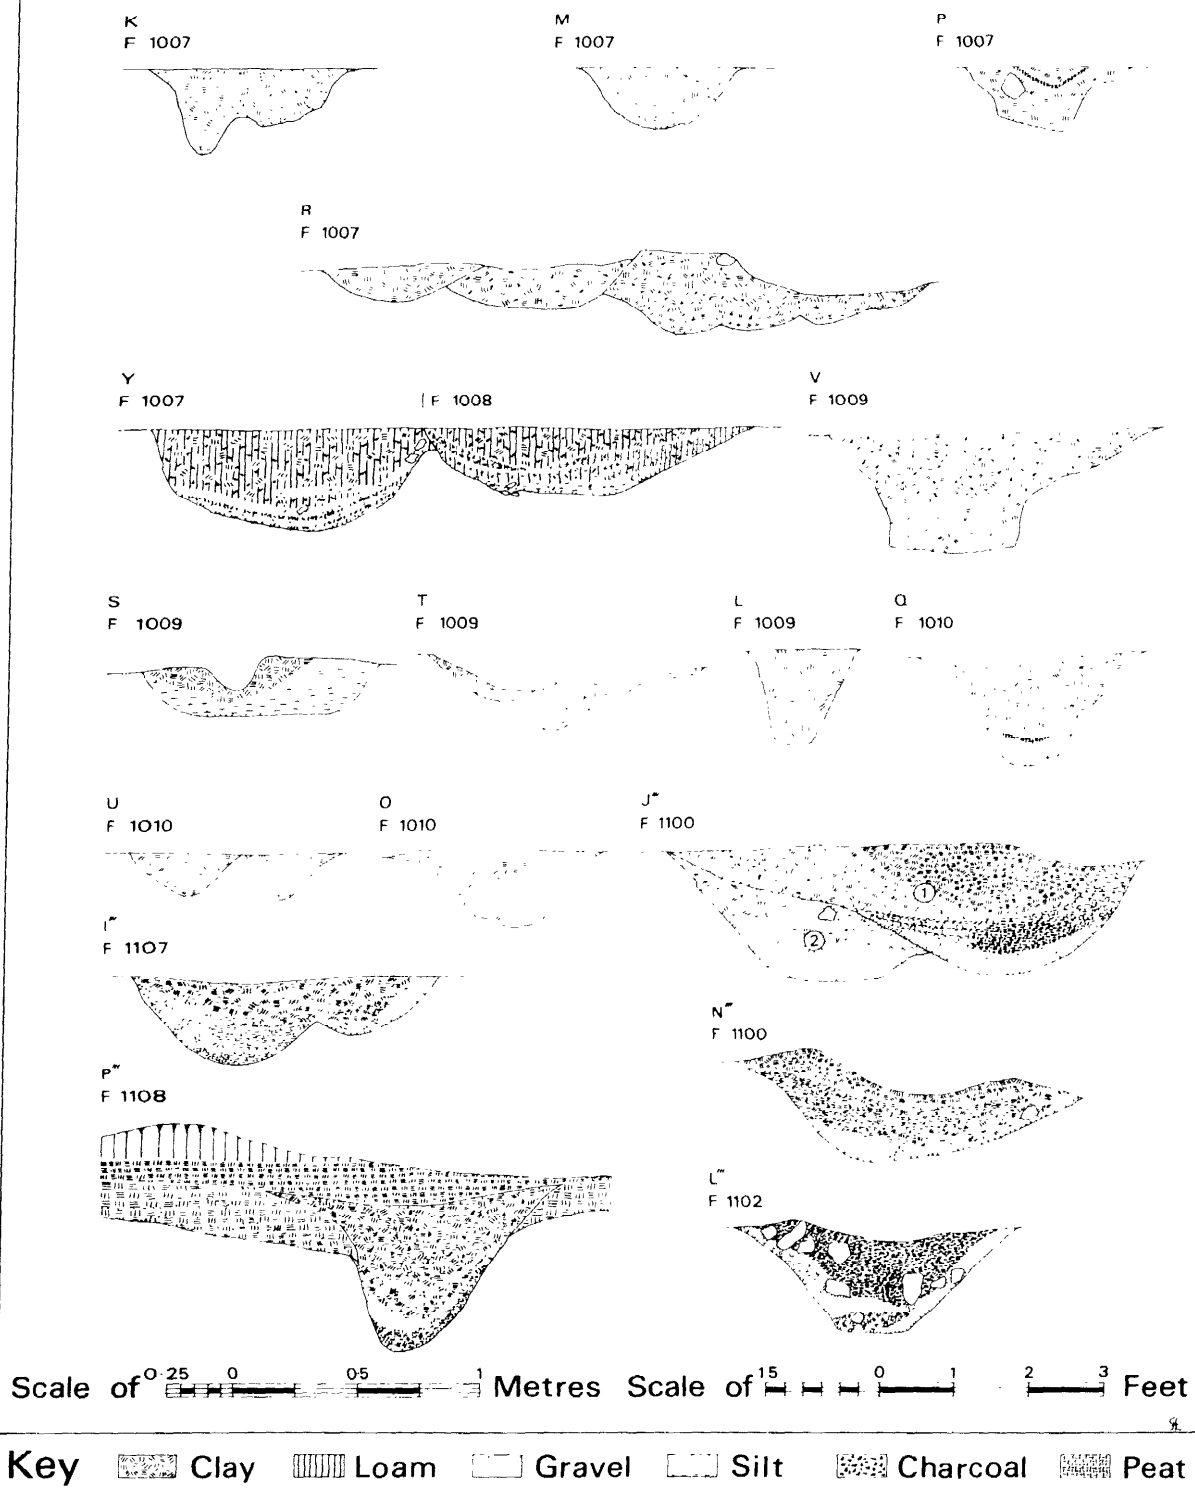 K M P
F 1007 F 1007 F 1007
R
F 1007
Y V
F 1007 F 1008 F 1009
S T L Q
F 1009 F 1009 F 1009 F 1010
U O J‴
F 1010 F 1010 F 1100
1
2
I‴
F 1107
N‴
F 1100
P‴
F 1108
L‴
F 1102
Scale of 0·25 0 0·5 1 Metres Scale of 15 0 1 2 3 Feet
Key Clay Loam Gravel Silt Charcoal Peat